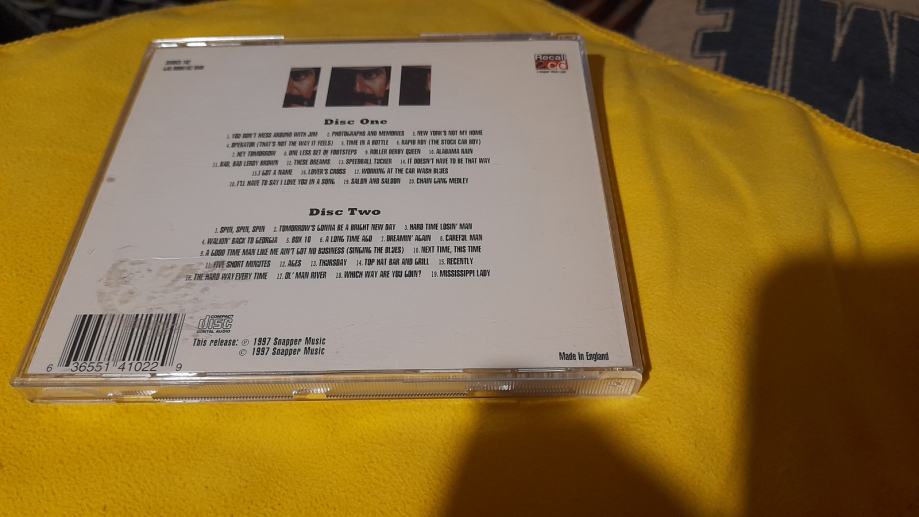 Recall
2cd
Disc One
1. YOU DON'T MESS AROUND WITH JIM 2. PHOTOGRAPHS AND MEMORIES 3. NEW YORK'S NOT MY HOME
4. OPERATOR (THAT'S NOT THE WAY IT FEELS) 5. TIME IN A BOTTLE 6. RAPID ROY (THE STOCK CAR BOY)
7. HEY TOMORROW 8. ONE LESS SET OF FOOTSTEPS 9. ROLLER DERBY QUEEN 10. ALABAMA RAIN
11. BAD, BAD LEROY BROWN 12. THESE DREAMS 13. SPEEDBALL TUCKER 14. IT DOESN'T HAVE TO BE THAT WAY
15. I GOT A NAME 16. LOVER'S CROSS 17. WORKING AT THE CAR WASH BLUES
18. I'LL HAVE TO SAY I LOVE YOU IN A SONG 19. SALON AND SALOON 20. CHAIN GANG MEDLEY
Disc Two
1. SPIN, SPIN, SPIN 2. TOMORROW'S GONNA BE A BRIGHT NEW DAY 3. HARD TIME LOSIN' MAN
4. WALKIN' BACK TO GEORGIA 5. BOX 10 6. A LONG TIME AGO 7. DREAMIN' AGAIN 8. CAREFUL MAN
9. A GOOD TIME MAN LIKE ME AIN'T GOT NO BUSINESS (SINGING THE BLUES) 10. NEXT TIME, THIS TIME
11. FIVE SHORT MINUTES 12. AGES 13. THURSDAY 14. TOP HAT BAR AND GRILL 15. RECENTLY
16. THE HARD WAY EVERY TIME 17. OL' MAN RIVER 18. WHICH WAY ARE YOU GOIN'? 19. MISSISSIPPI LADY
COMPACT
disc
DIGITAL AUDIO
This release: ℗ 1997 Snapper Music
© 1997 Snapper Music
6 36551 41022 9
Made in England